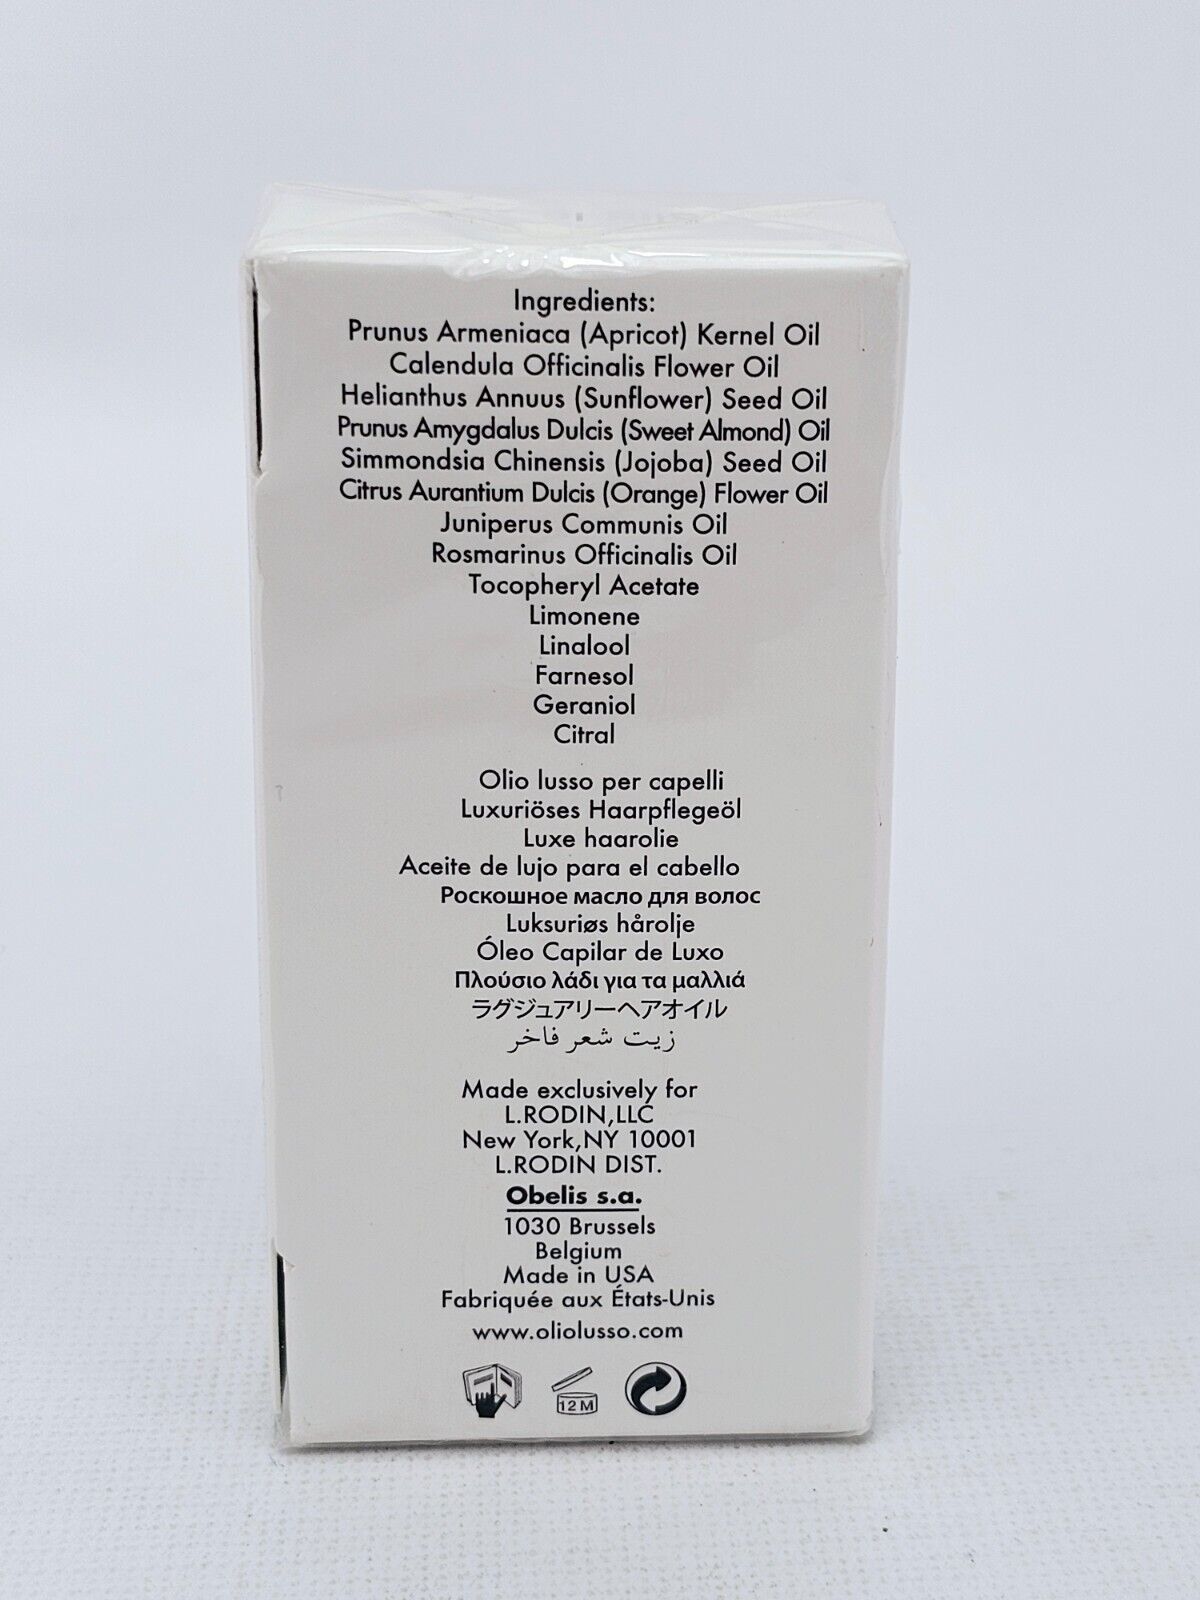 Ingredients:
Prunus Armeniaca (Apricot) Kernel Oil
Calendula Officinalis Flower Oil
Helianthus Annuus (Sunflower) Seed Oil
Prunus Amygdalus Dulcis (Sweet Almond) Oil
Simmondsia Chinensis (Jojoba) Seed Oil
Citrus Aurantium Dulcis (Orange) Flower Oil
Juniperus Communis Oil
Rosmarinus Officinalis Oil
Tocopheryl Acetate
Limonene
Linalool
Farnesol
Geraniol
Citral
Olio lusso per capelli
Luxuriöses Haarpflegeöl
Luxe haarolie
Aceite de lujo para el cabello
Роскошное масло для волос
Luksuriøs hårolje
Óleo Capilar de Luxo
Πλούσιο λάδι για τα μαλλιά
ラグジュアリーヘアオイル
زيت شعر فاخر
Made exclusively for
L.RODIN,LLC
New York,NY 10001
L.RODIN DIST.
Obelis s.a.
1030 Brussels
Belgium
Made in USA
Fabriquée aux États-Unis
www.oliolusso.com
12M